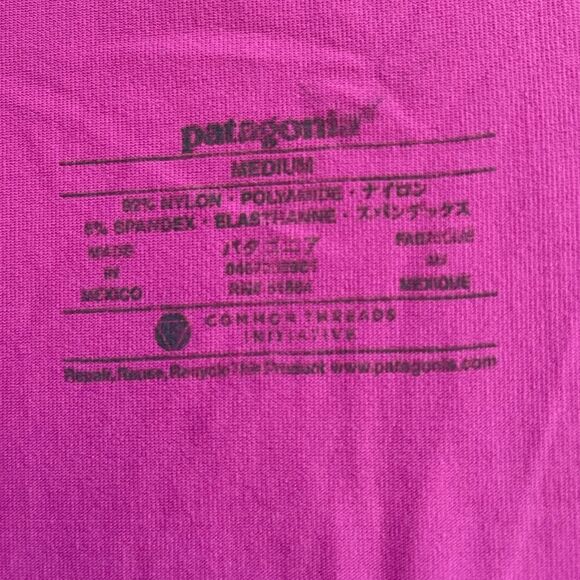 patagonia®
MEDIUM
NYLON · POLYAMIDE · ナイロン
SPANDEX · ELASTHANNE · スパンデックス
MADE IN MEXICO
パタゴニア
FABRIQUÉ AU MEXIQUE
COMMON THREADS
INITIATIVE
Repair, Reuse, Recycle This Product www.patagonia.com